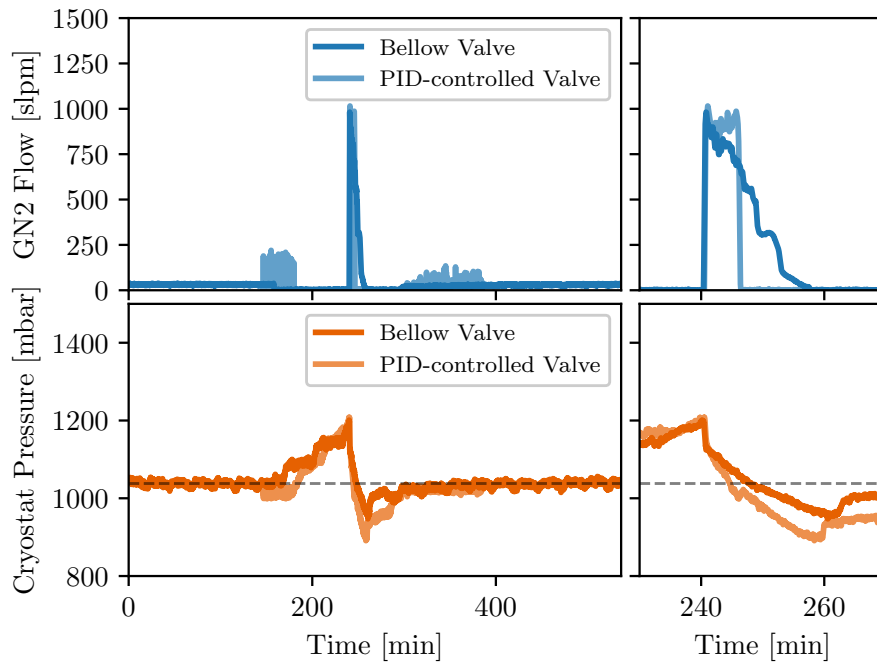 GN2 Flow [slpm]
1500
1250
1000
750
500
250
0
Bellow Valve
PID-controlled Valve
Cryostat Pressure [mbar]
1400
1200
1000
800
Bellow Valve
PID-controlled Valve
0
200
400
240
260
Time [min]
Time [min]